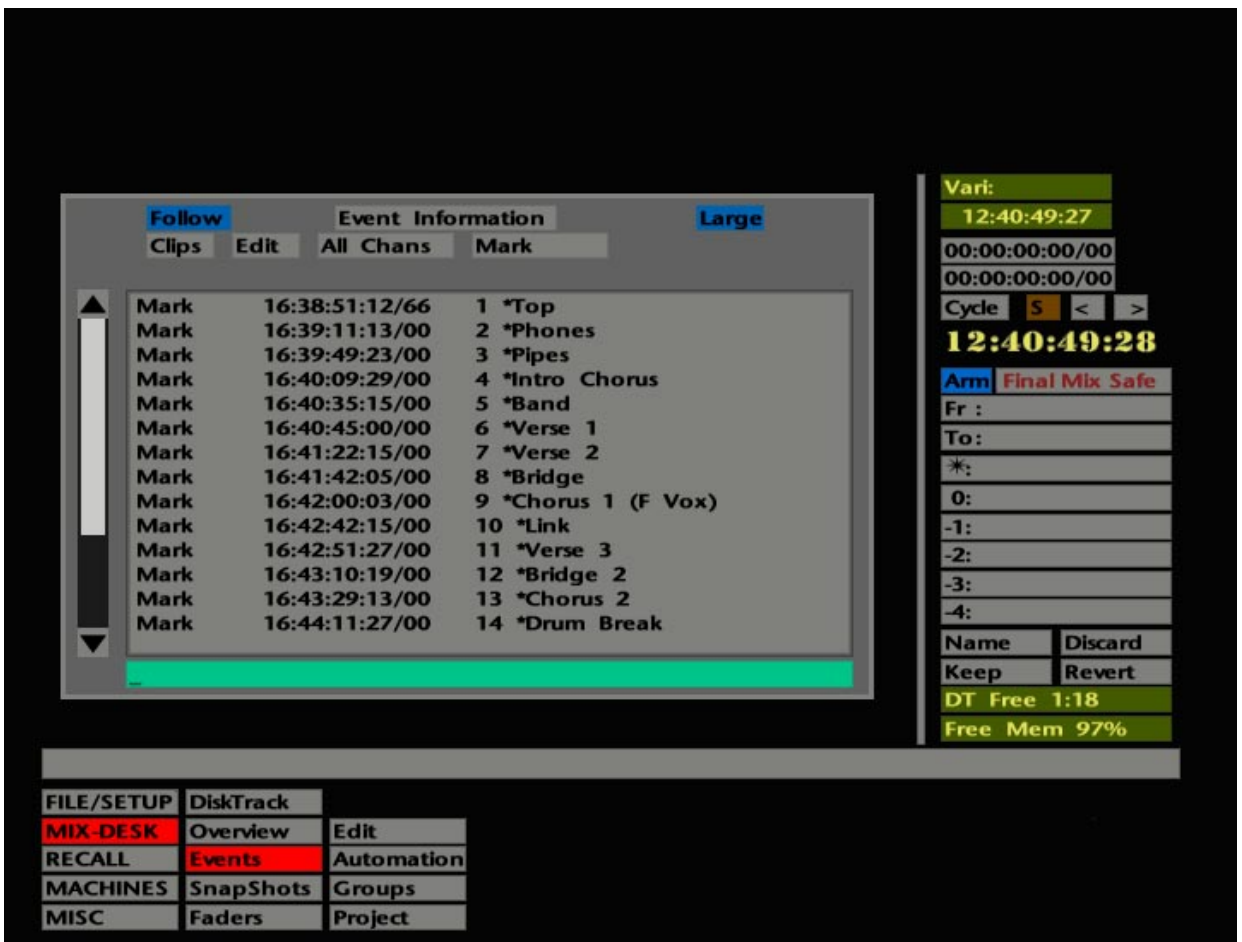 Follow Event Information Large
Clips Edit All Chans Mark
Mark 16:38:51:12/66 1 *Top
Mark 16:39:11:13/00 2 *Phones
Mark 16:39:49:23/00 3 *Pipes
Mark 16:40:09:29/00 4 *Intro Chorus
Mark 16:40:35:15/00 5 *Band
Mark 16:40:45:00/00 6 *Verse 1
Mark 16:41:22:15/00 7 *Verse 2
Mark 16:41:42:05/00 8 *Bridge
Mark 16:42:00:03/00 9 *Chorus 1 (F Vox)
Mark 16:42:42:15/00 10 *Link
Mark 16:42:51:27/00 11 *Verse 3
Mark 16:43:10:19/00 12 *Bridge 2
Mark 16:43:29:13/00 13 *Chorus 2
Mark 16:44:11:27/00 14 *Drum Break
_
Vari:
12:40:49:27
00:00:00:00/00
00:00:00:00/00
Cycle S < >
12:40:49:28
Arm Final Mix Safe
Fr :
To:
*:
0:
-1:
-2:
-3:
-4:
Name Discard
Keep Revert
DT Free 1:18
Free Mem 97%
FILE/SETUP DiskTrack
MIX-DESK Overview Edit
RECALL Events Automation
MACHINES SnapShots Groups
MISC Faders Project